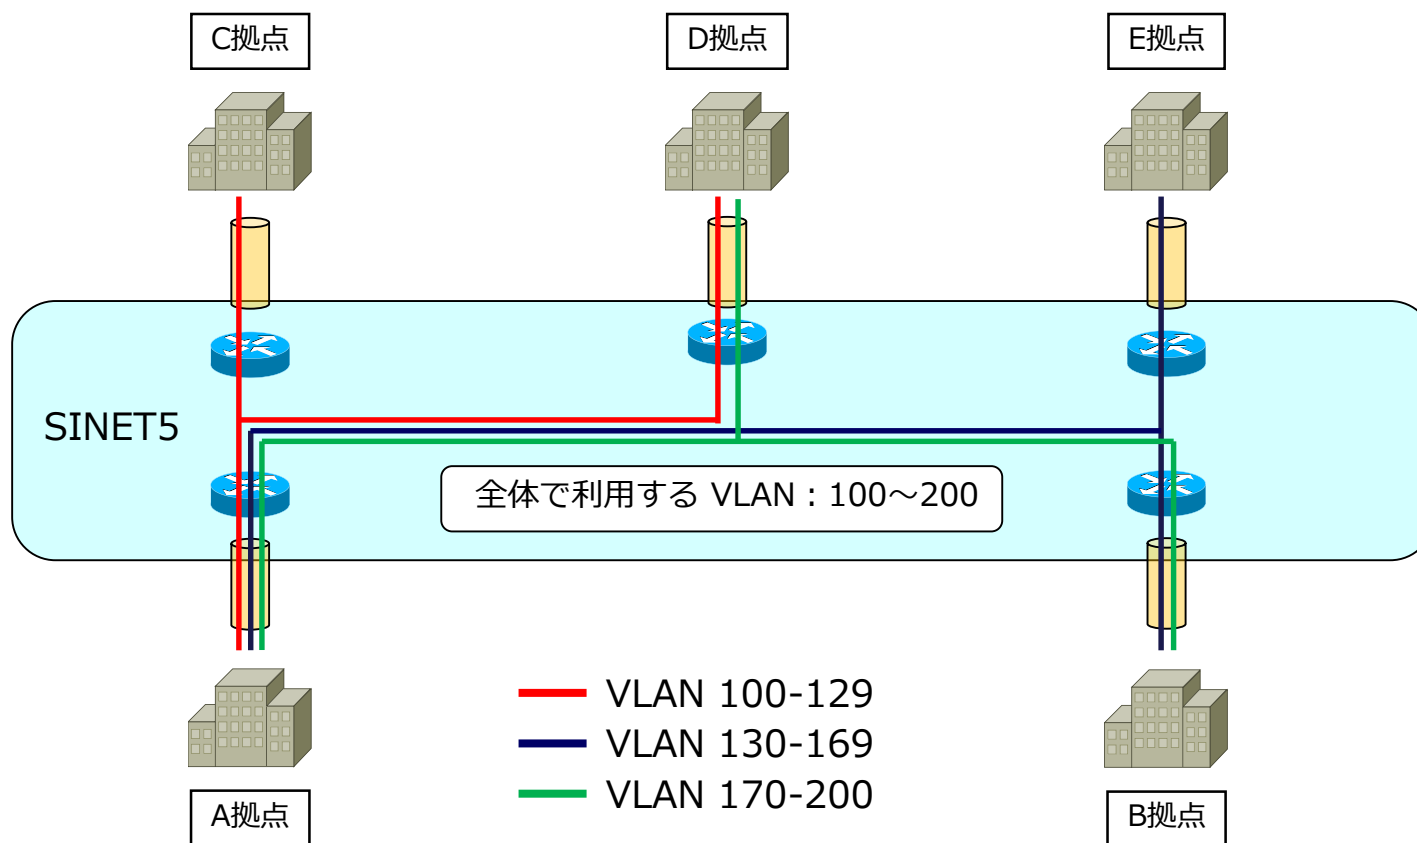 C拠点
D拠点
E拠点
SINET5
全体で利用する VLAN：100～200
VLAN 100-129
VLAN 130-169
VLAN 170-200
A拠点
B拠点